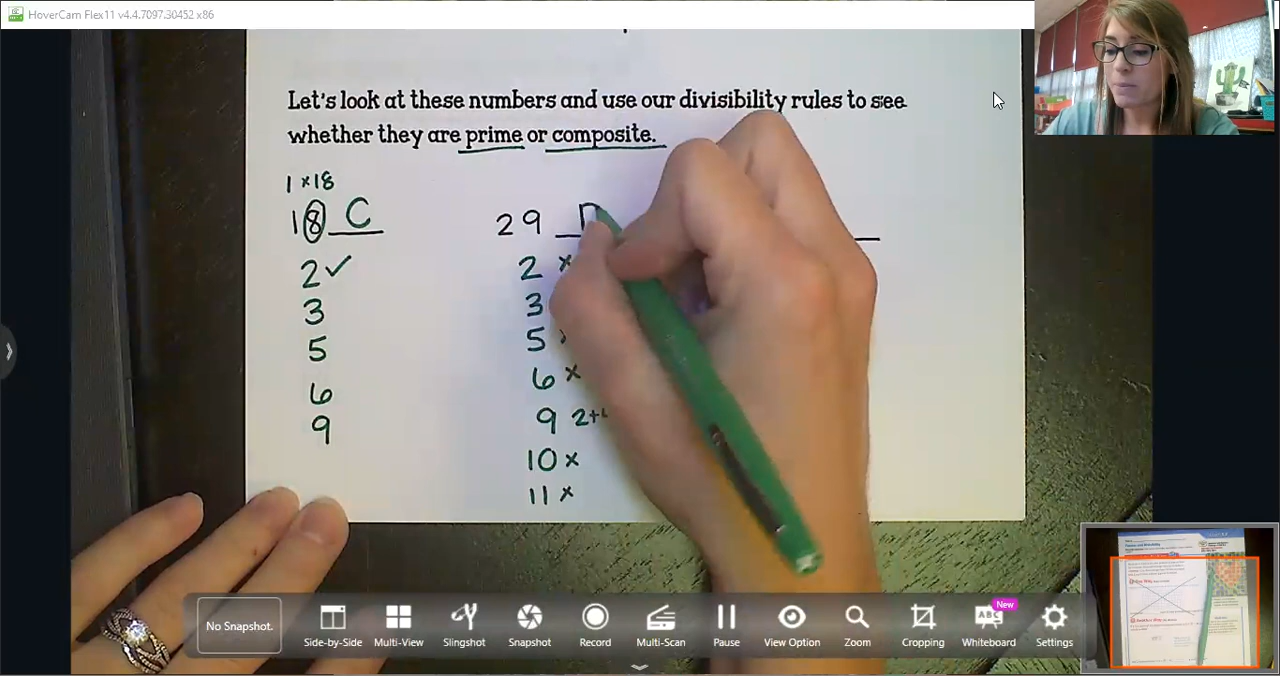 HoverCam Flex11 v4.4.7097.30452 x86
Let's look at these numbers and use our divisibility rules to see
whether they are prime or composite.
1 x 18
18 C
2 ✓
3
5
6
9
29
2 x
3
5
6 x
9 2+
10 x
11 x
No Snapshot.
Side-by-Side
Multi-View
Slingshot
Snapshot
Record
Multi-Scan
Pause
View Option
Zoom
Cropping
New
ABC
Whiteboard
Settings